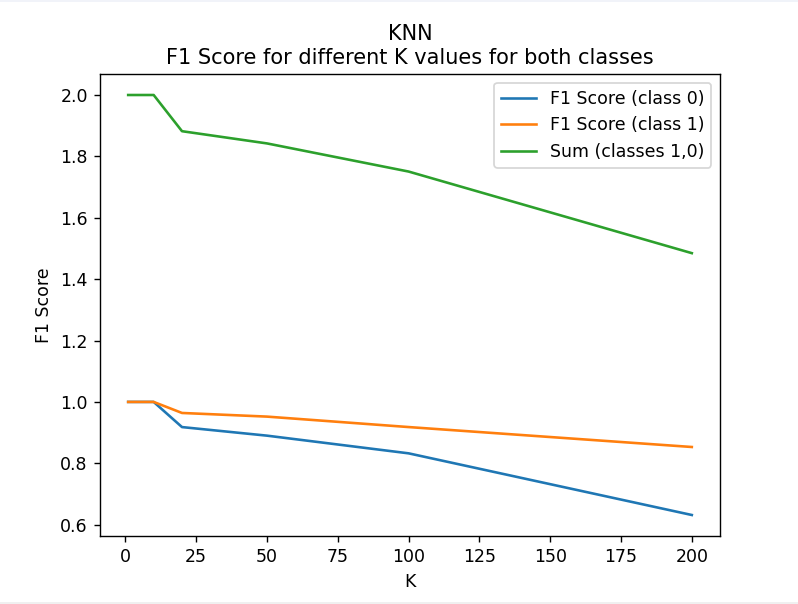 KNN
F1 Score for different K values for both classes
F1 Score (class 0)
F1 Score (class 1)
Sum (classes 1,0)
2.0
1.8
1.6
1.4
1.2
1.0
0.8
0.6
F1 Score
0 25 50 75 100 125 150 175 200
K